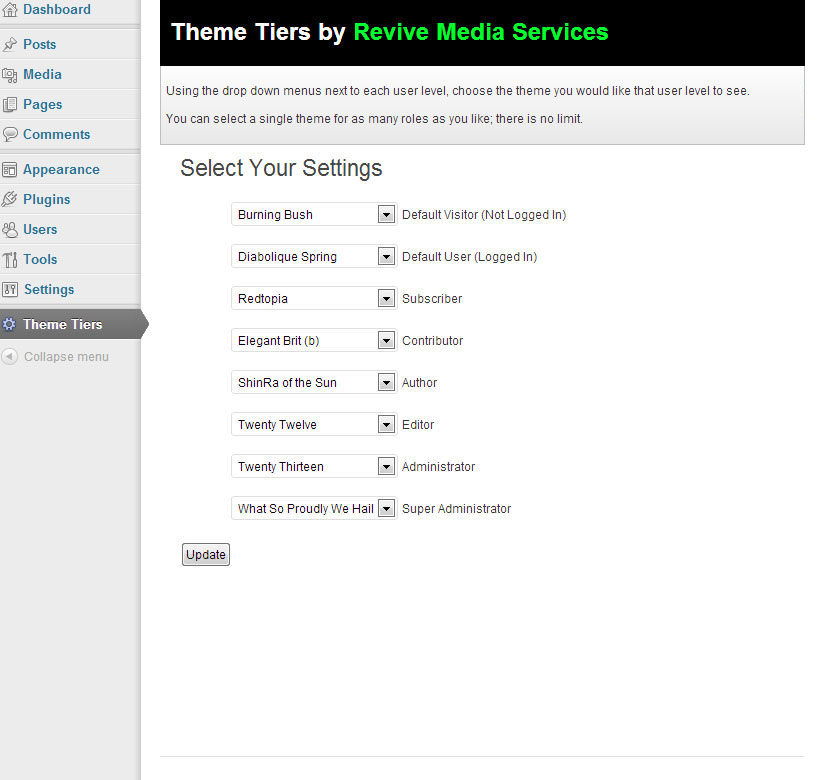 Dashboard
Posts
Media
Pages
Comments
Appearance
Plugins
Users
Tools
Settings
Theme Tiers
Collapse menu
Theme Tiers by Revive Media Services
Using the drop down menus next to each user level, choose the theme you would like that user level to see.
You can select a single theme for as many roles as you like; there is no limit.
Select Your Settings
Burning Bush Default Visitor (Not Logged In)
Diabolique Spring Default User (Logged In)
Redtopia Subscriber
Elegant Brit (b) Contributor
ShinRa of the Sun Author
Twenty Twelve Editor
Twenty Thirteen Administrator
What So Proudly We Hail Super Administrator
Update